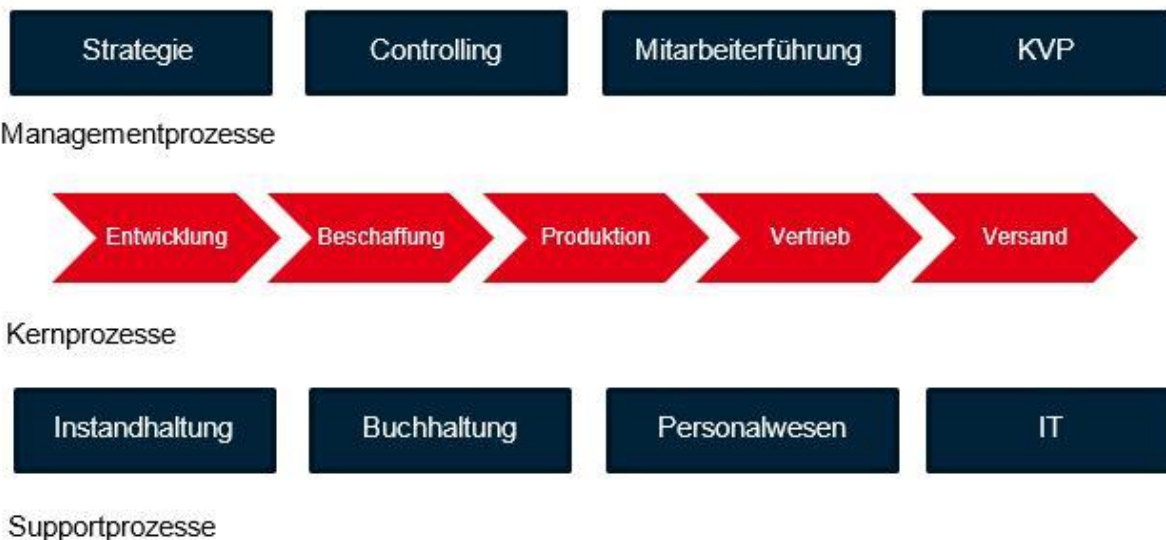 Strategie Controlling Mitarbeiterführung KVP
Managementprozesse
Entwicklung Beschaffung Produktion Vertrieb Versand
Kernprozesse
Instandhaltung Buchhaltung Personalwesen IT
Supportprozesse